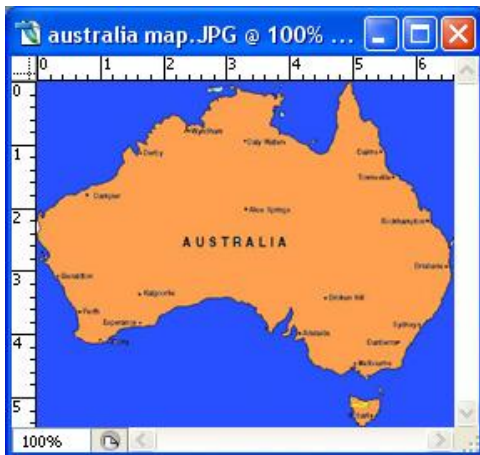 australia map.JPG @ 100% ...
0 1 2 3 4 5 6
0
1
2
3
4
5
Wyndham
Daly Waters
Derby
Cairns
Townsville
Dampier
Alice Springs
Rockhampton
AUSTRALIA
Brisbane
Geraldton
Kalgoorlie
Broken Hill
Perth
Esperance
Sydney
Adelaide
Canberra
Melbourne
100%